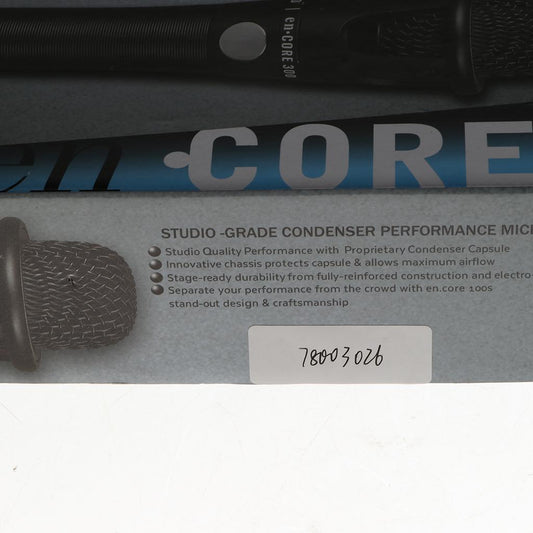 en•CORE 300
en•CORE
STUDIO -GRADE CONDENSER PERFORMANCE
Studio Quality Performance with Proprietary Condenser Capsule
Innovative chassis protects capsule & allows maximum airflow
Stage-ready durability from fully-reinforced construction and electro
Separate your performance from the crowd with en.core 100s
stand-out design & craftsmanship
78003026